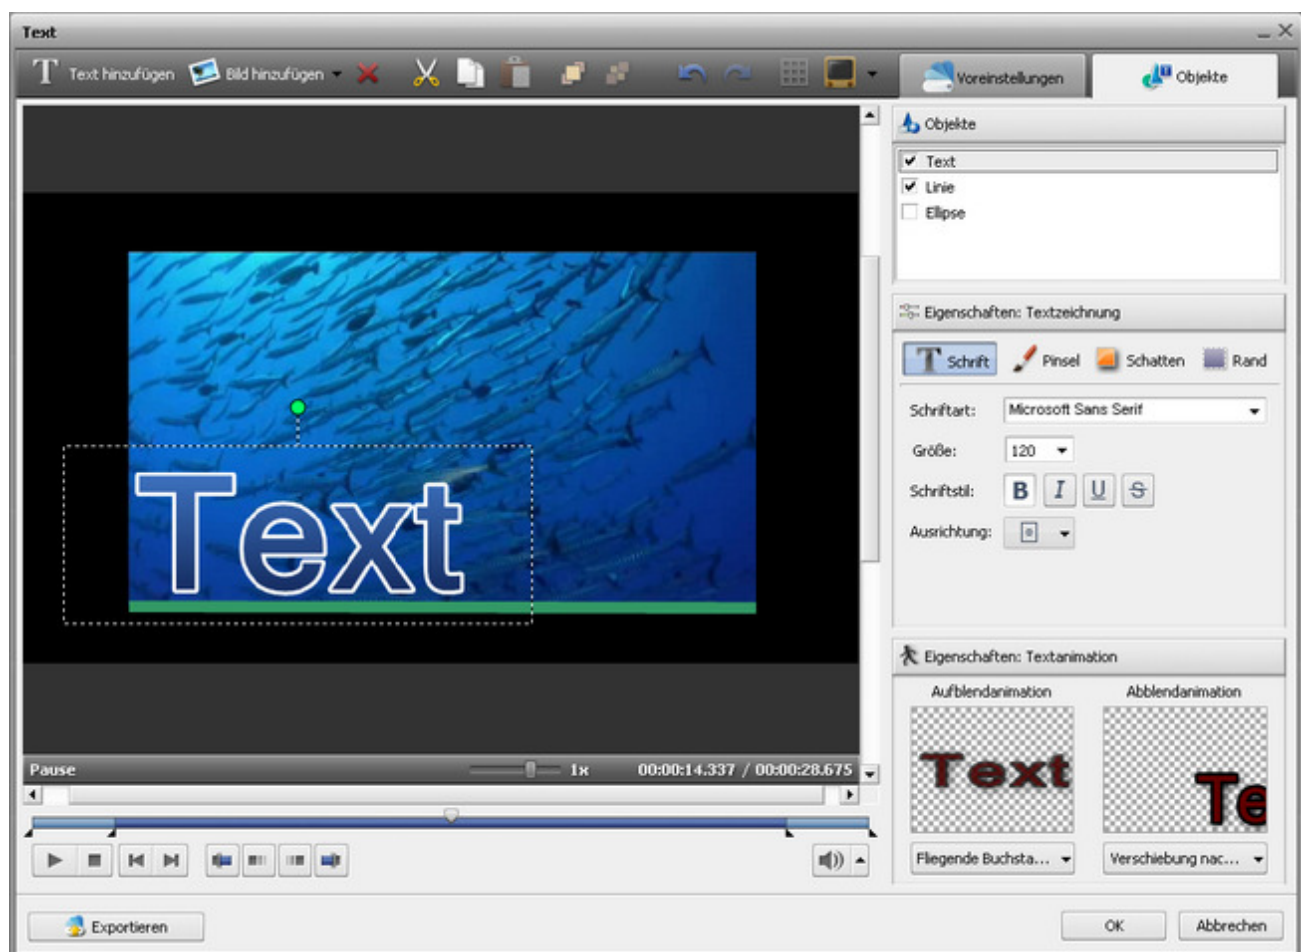 Text
Text hinzufügen
Bild hinzufügen
Voreinstellungen
Objekte
Objekte
Text
Linie
Ellipse
Eigenschaften: Textzeichnung
T Schrift
Pinsel
Schatten
Rand
Schriftart: Microsoft Sans Serif
Größe: 120
Schriftstil: B I U S
Ausrichtung:
Text
Eigenschaften: Textanimation
Aufblendanimation
Abblendanimation
Text
Te
Fliegende Buchsta...
Verschiebung nac...
Pause
1x
00:00:14.337 / 00:00:28.675
Exportieren
OK
Abbrechen